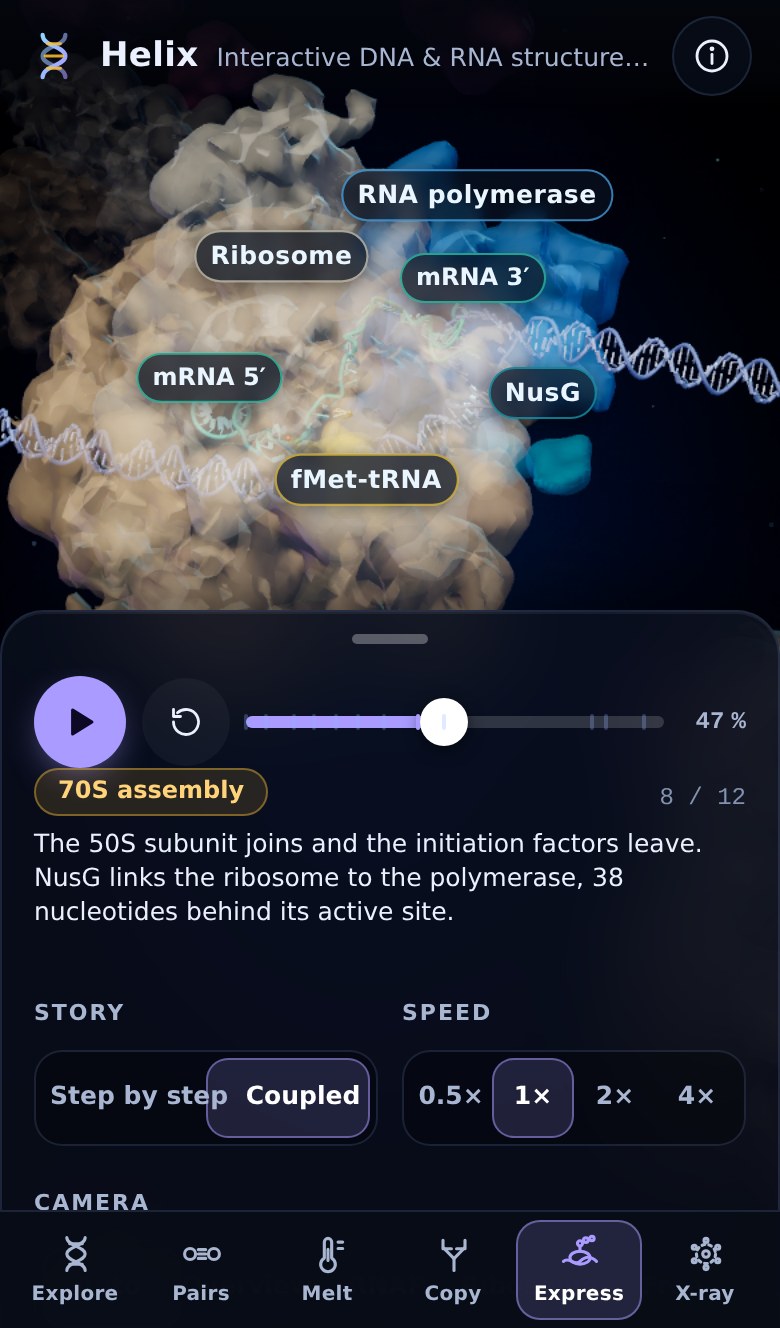 Helix Interactive DNA & RNA structure…
RNA polymerase
Ribosome
mRNA 3′
mRNA 5′
NusG
fMet-tRNA
47 %
70S assembly
8 / 12
The 50S subunit joins and the initiation factors leave.
NusG links the ribosome to the polymerase, 38
nucleotides behind its active site.
STORY
SPEED
Step by step Coupled
0.5× 1× 2× 4×
CAMERA
Explore Pairs Melt Copy Express X-ray